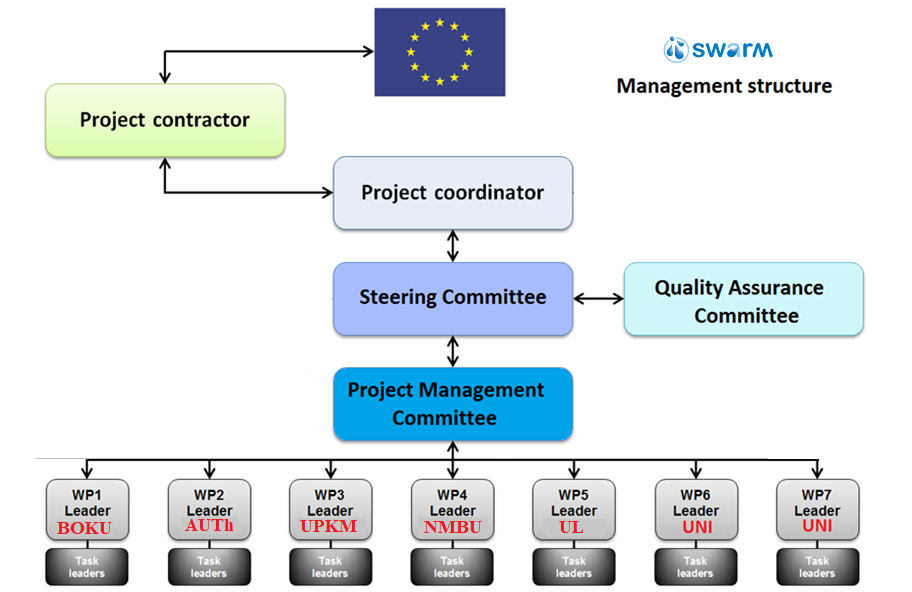 swarm
Management structure
Project contractor
Project coordinator
Steering Committee
Quality Assurance
Committee
Project Management
Committee
WP1
Leader
BOKU
WP2
Leader
AUTh
WP3
Leader
UPKM
WP4
Leader
NMBU
WP5
Leader
UL
WP6
Leader
UNI
WP7
Leader
UNI
Task
leaders
Task
leaders
Task
leaders
Task
leaders
Task
leaders
Task
leaders
Task
leaders